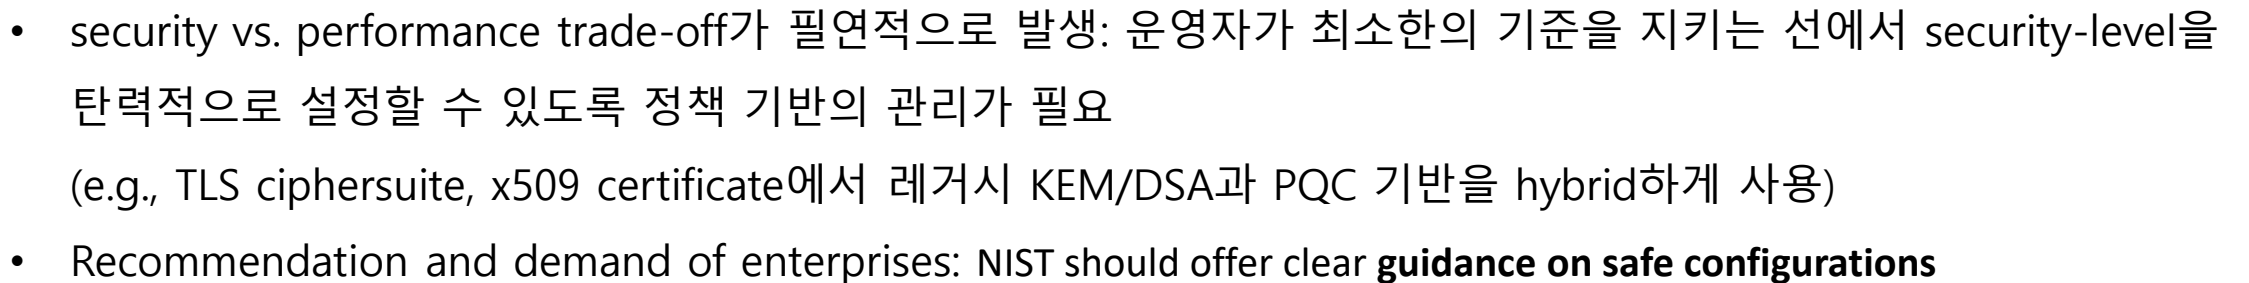 • security vs. performance trade-off가 필연적으로 발생: 운영자가 최소한의 기준을 지키는 선에서 security-level을
탄력적으로 설정할 수 있도록 정책 기반의 관리가 필요
(e.g., TLS ciphersuite, x509 certificate에서 레거시 KEM/DSA과 PQC 기반을 hybrid하게 사용)
• Recommendation and demand of enterprises: NIST should offer clear guidance on safe configurations